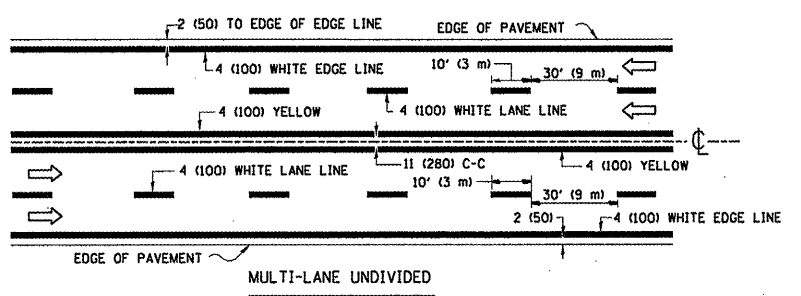 2 (50) TO EDGE OF EDGE LINE
EDGE OF PAVEMENT
4 (100) WHITE EDGE LINE
10' (3 m)
30' (9 m)
4 (100) YELLOW
4 (100) WHITE LANE LINE
CL
4 (100) WHITE LANE LINE
11 (280) C-C
4 (100) YELLOW
10' (3 m)
30' (9 m)
2 (50)
4 (100) WHITE EDGE LINE
EDGE OF PAVEMENT
MULTI-LANE UNDIVIDED